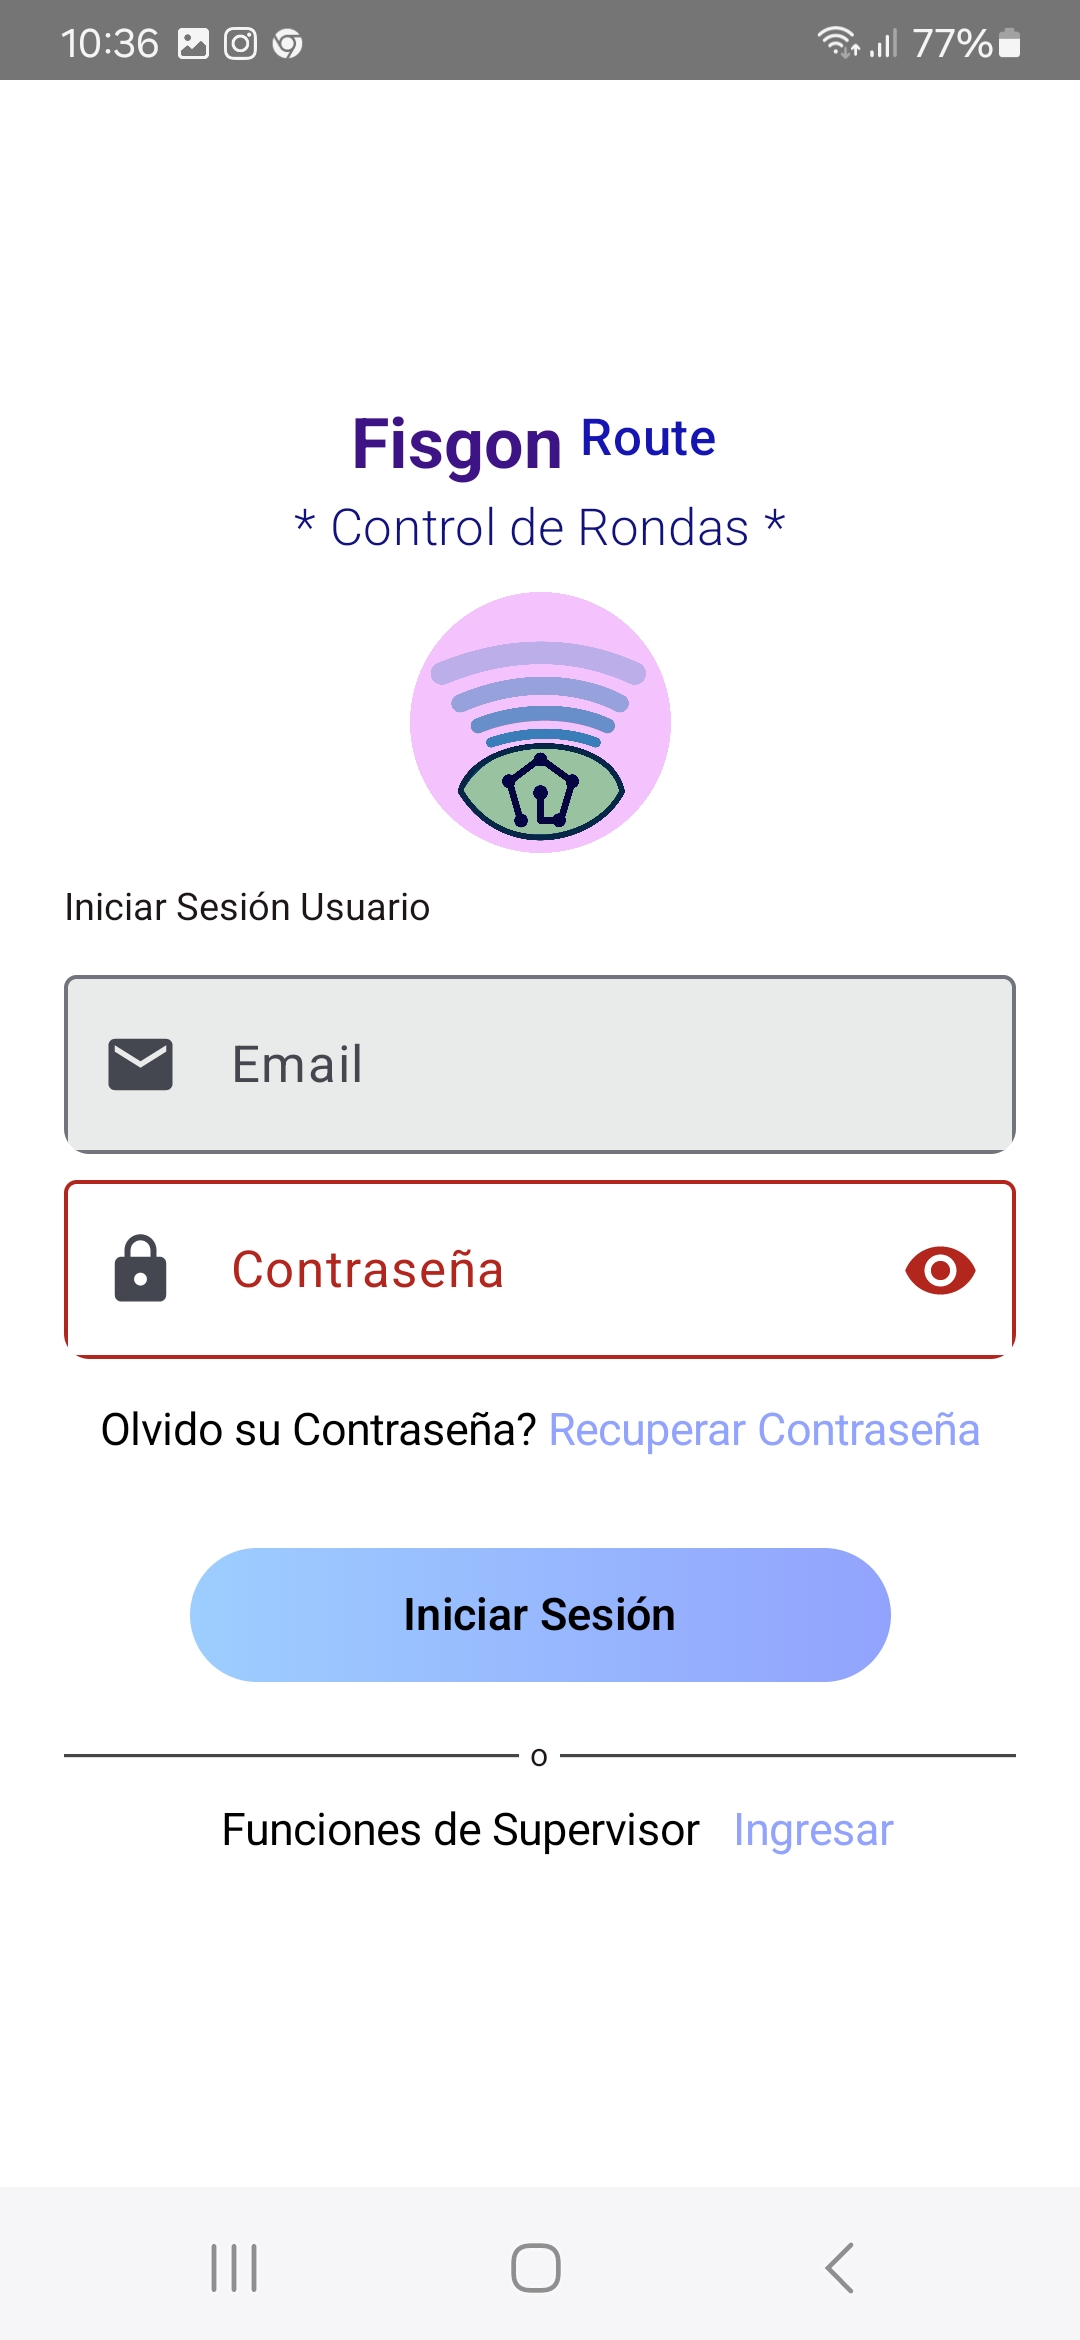 10:36 77%
Fisgon Route
* Control de Rondas *
Iniciar Sesión Usuario
Email
Contraseña
Olvido su Contraseña? Recuperar Contraseña
Iniciar Sesión
o
Funciones de Supervisor Ingresar